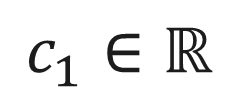 c₁ ∈ ℝ